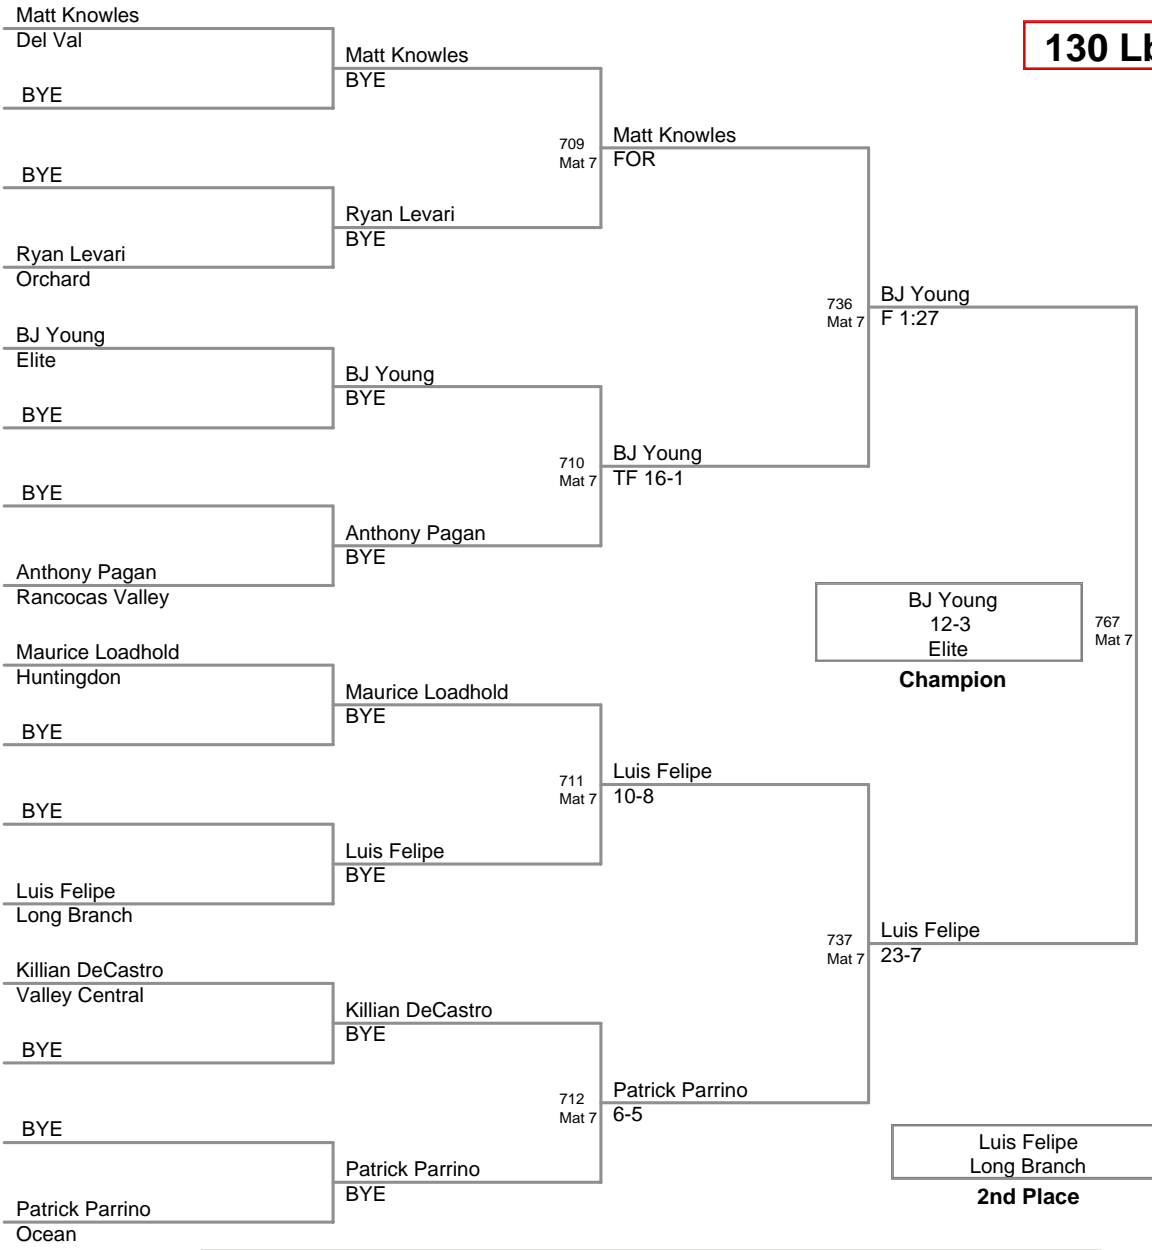 Matt Knowles
Del Val
130 Lb
Matt Knowles
BYE
BYE
Matt Knowles
709
Mat 7
FOR
BYE
Ryan Levari
BYE
Ryan Levari
Orchard
BJ Young
F 1:27
736
Mat 7
BJ Young
Elite
BJ Young
BYE
BYE
BJ Young
TF 16-1
710
Mat 7
BYE
Anthony Pagan
BYE
Anthony Pagan
Rancocas Valley
BJ Young
12-3
Elite
Champion
767
Mat 7
Maurice Loadhold
Huntingdon
Maurice Loadhold
BYE
BYE
Luis Felipe
10-8
711
Mat 7
BYE
Luis Felipe
BYE
Luis Felipe
Long Branch
Luis Felipe
23-7
737
Mat 7
Killian DeCastro
Valley Central
Killian DeCastro
BYE
BYE
Patrick Parrino
6-5
712
Mat 7
BYE
Patrick Parrino
BYE
Luis Felipe
Long Branch
2nd Place
Patrick Parrino
Ocean